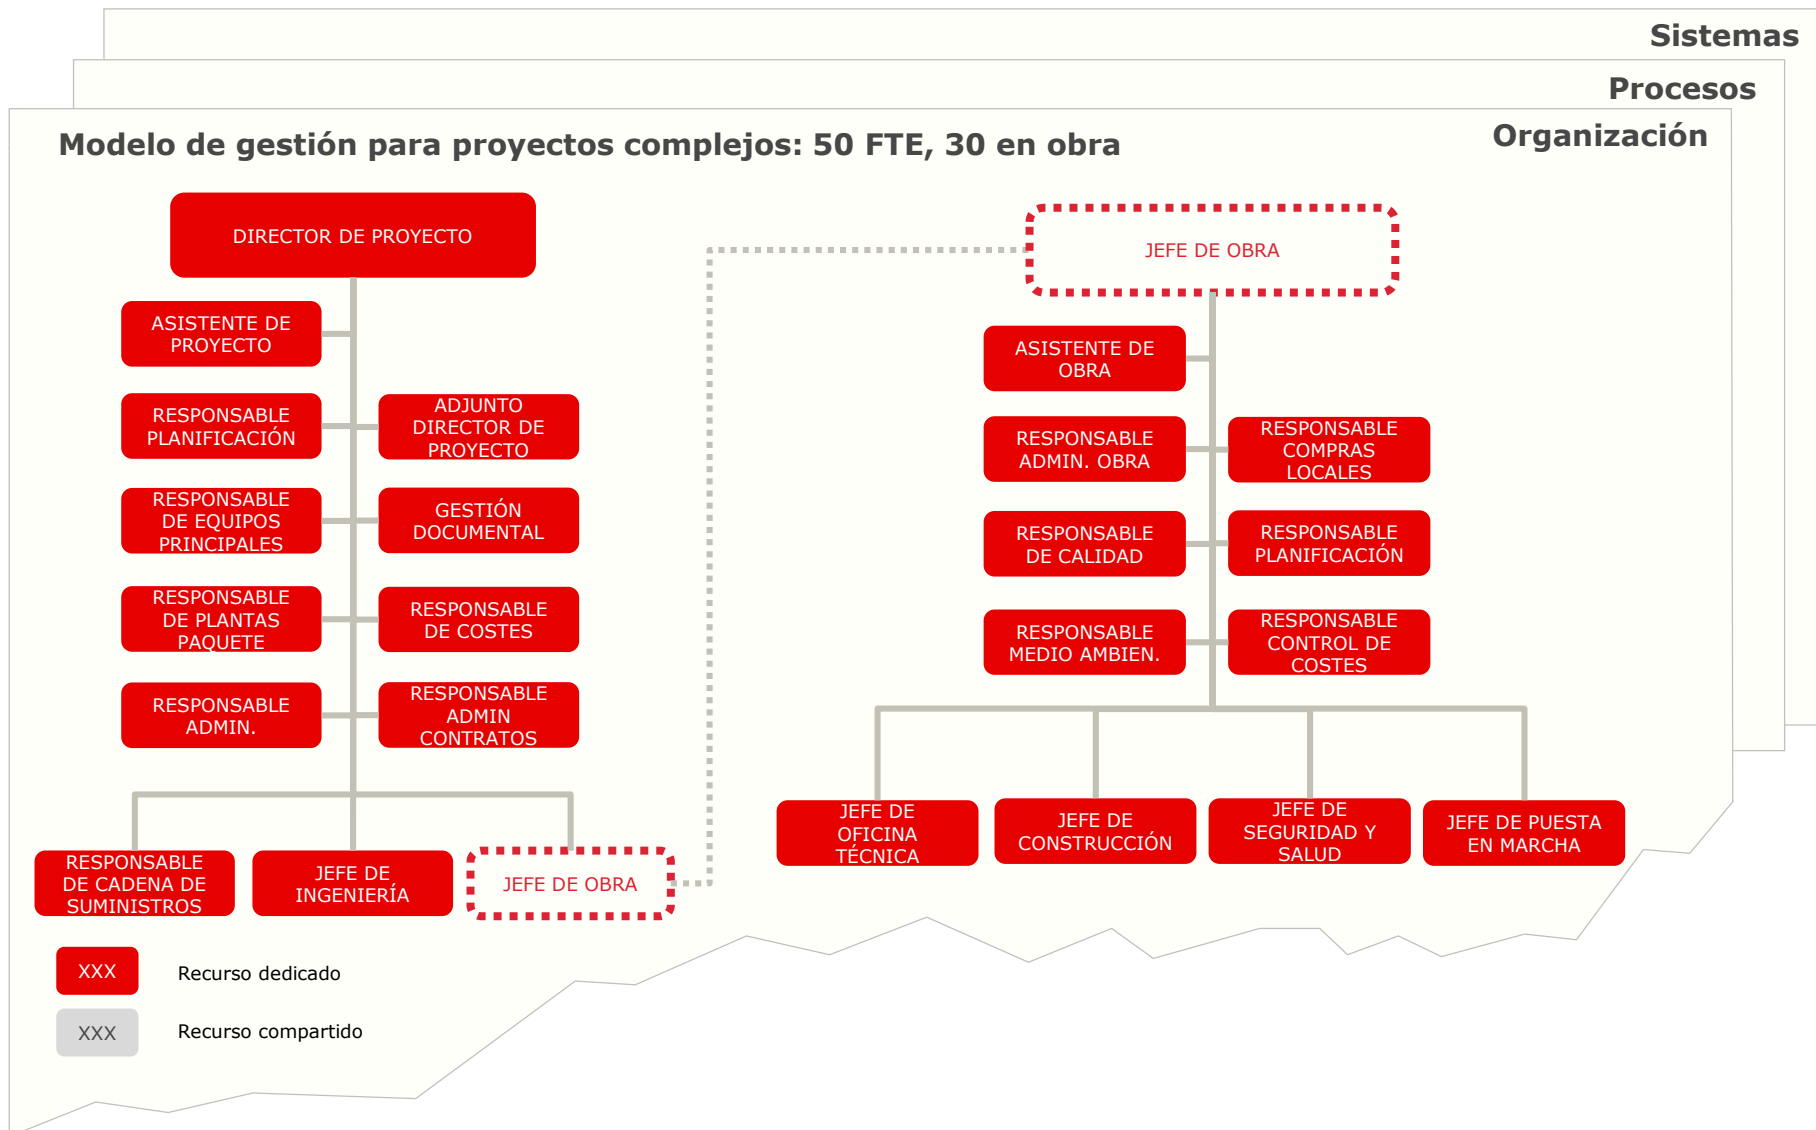 Sistemas
Procesos
Organización
Modelo de gestión para proyectos complejos: 50 FTE, 30 en obra
DIRECTOR DE PROYECTO
ASISTENTE DE
PROYECTO
RESPONSABLE
PLANIFICACIÓN
ADJUNTO
DIRECTOR DE
PROYECTO
RESPONSABLE
DE EQUIPOS
PRINCIPALES
GESTIÓN
DOCUMENTAL
RESPONSABLE
DE PLANTAS
PAQUETE
RESPONSABLE
DE COSTES
RESPONSABLE
ADMIN.
RESPONSABLE
ADMIN
CONTRATOS
RESPONSABLE
DE CADENA DE
SUMINISTROS
JEFE DE
INGENIERÍA
JEFE DE OBRA
JEFE DE OBRA
ASISTENTE DE
OBRA
RESPONSABLE
ADMIN. OBRA
RESPONSABLE
COMPRAS
LOCALES
RESPONSABLE
DE CALIDAD
RESPONSABLE
PLANIFICACIÓN
RESPONSABLE
MEDIO AMBIEN.
RESPONSABLE
CONTROL DE
COSTES
JEFE DE
OFICINA
TÉCNICA
JEFE DE
CONSTRUCCIÓN
JEFE DE
SEGURIDAD Y
SALUD
JEFE DE PUESTA
EN MARCHA
XXX
Recurso dedicado
XXX
Recurso compartido